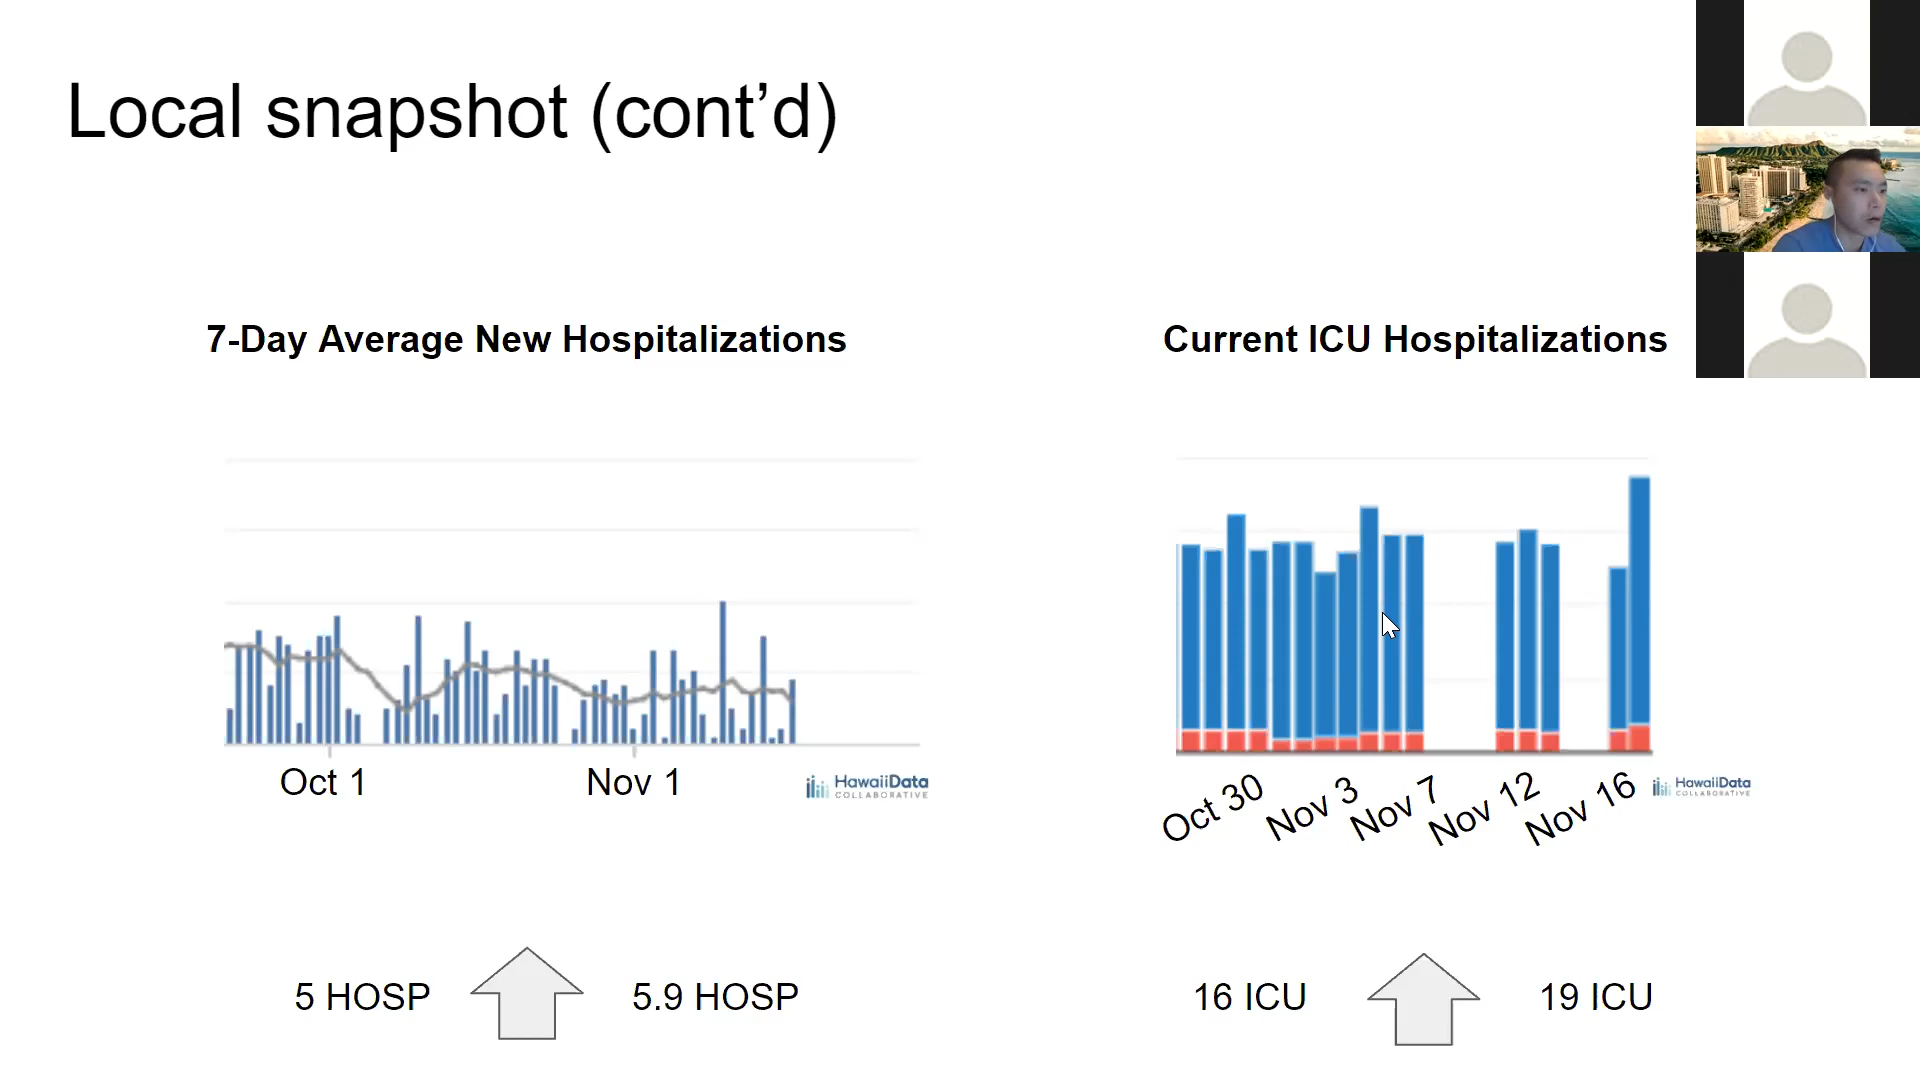 Local snapshot (cont’d)
7-Day Average New Hospitalizations
Current ICU Hospitalizations
Oct 1
Nov 1
HawaiiData
COLLABORATIVE
Oct 30
Nov 3
Nov 7
Nov 12
Nov 16
HawaiiData
COLLABORATIVE
5 HOSP
5.9 HOSP
16 ICU
19 ICU